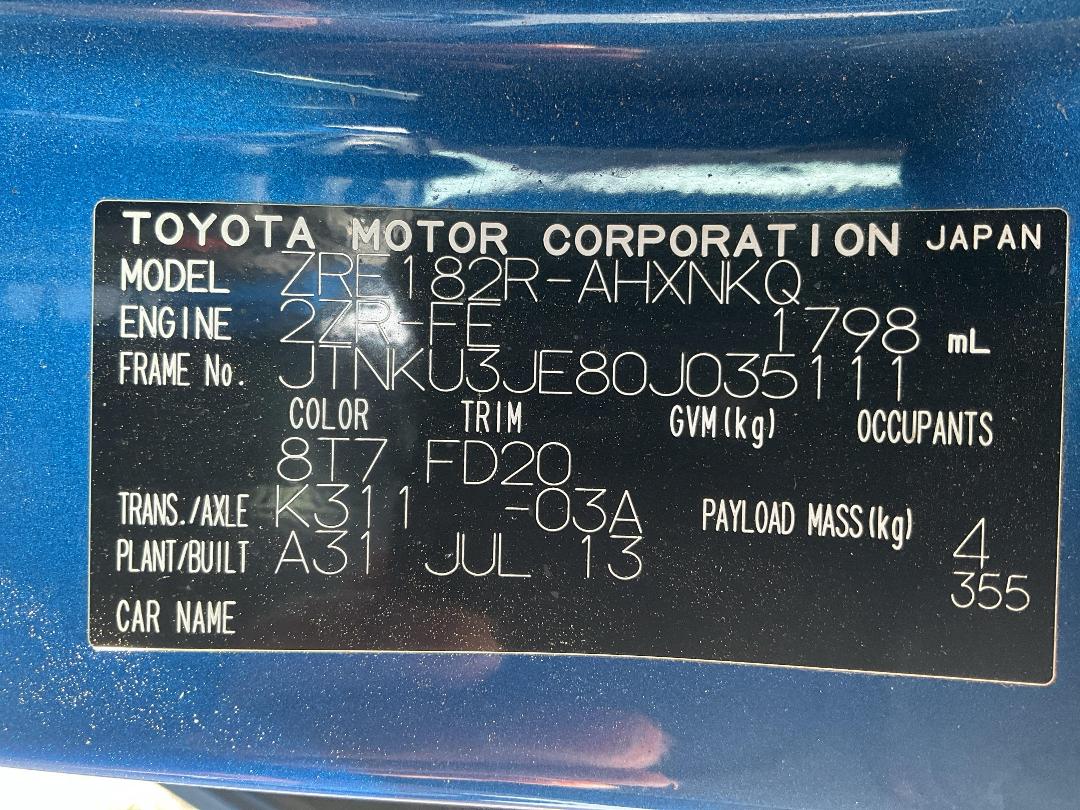 TOYOTA MOTOR CORPORATION JAPAN
MODEL ZRE182R-AHXNKQ
ENGINE 2ZR-FE 1798 mL
FRAME No. JTNKU3JE80J035111
COLOR TRIM GVM(kg) OCCUPANTS
8T7 FD20
TRANS./AXLE K311 -03A PAYLOAD MASS(kg) 4
PLANT/BUILT A31 JUL 13 355
CAR NAME